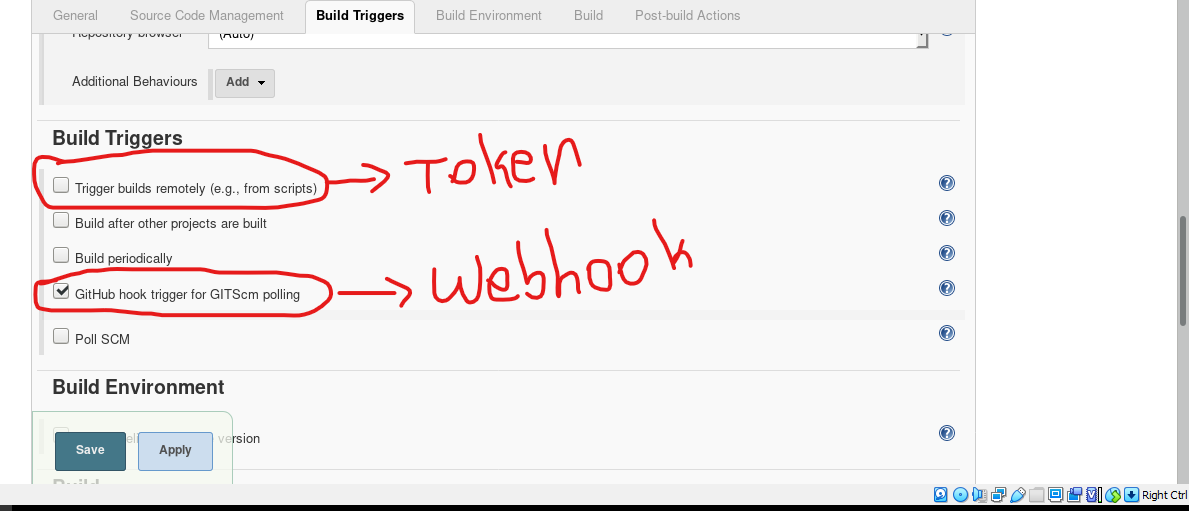 General Source Code Management Build Triggers Build Environment Build Post-build Actions
Repository browser (Auto)
Additional Behaviours Add
Build Triggers
Trigger builds remotely (e.g., from scripts)
Token
Build after other projects are built
Build periodically
Webhook
GitHub hook trigger for GITScm polling
Poll SCM
Build Environment
version
Save Apply
Build
Right Ctrl